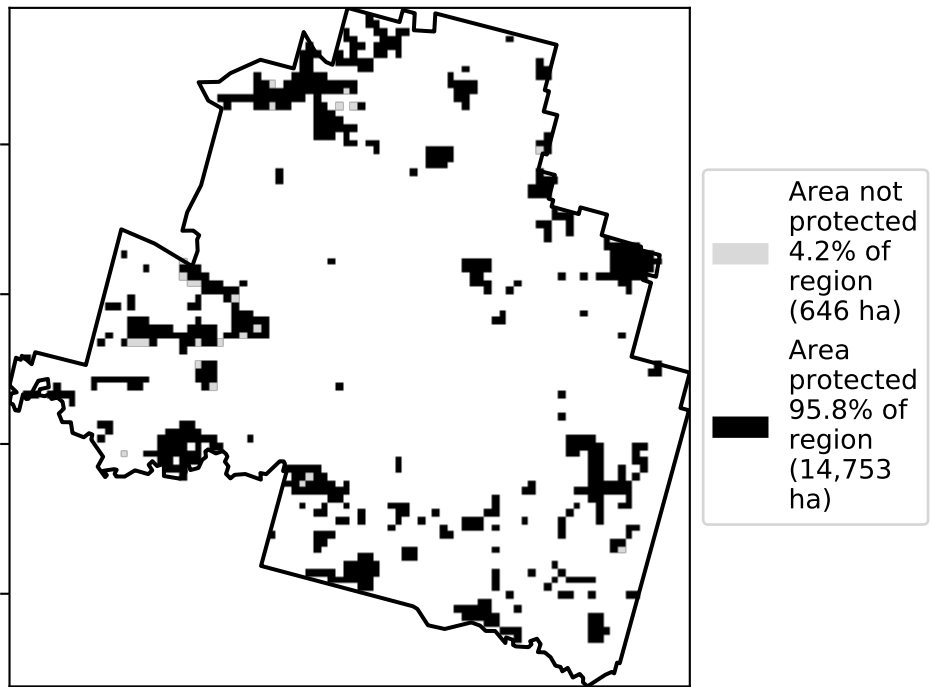 Area not
protected
4.2% of
region
(646 ha)
Area
protected
95.8% of
region
(14,753
ha)